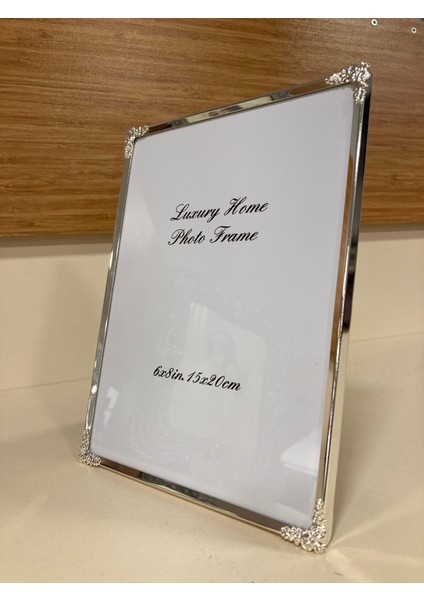 Luxury Home
Photo Frame
6x8in. 15x20cm